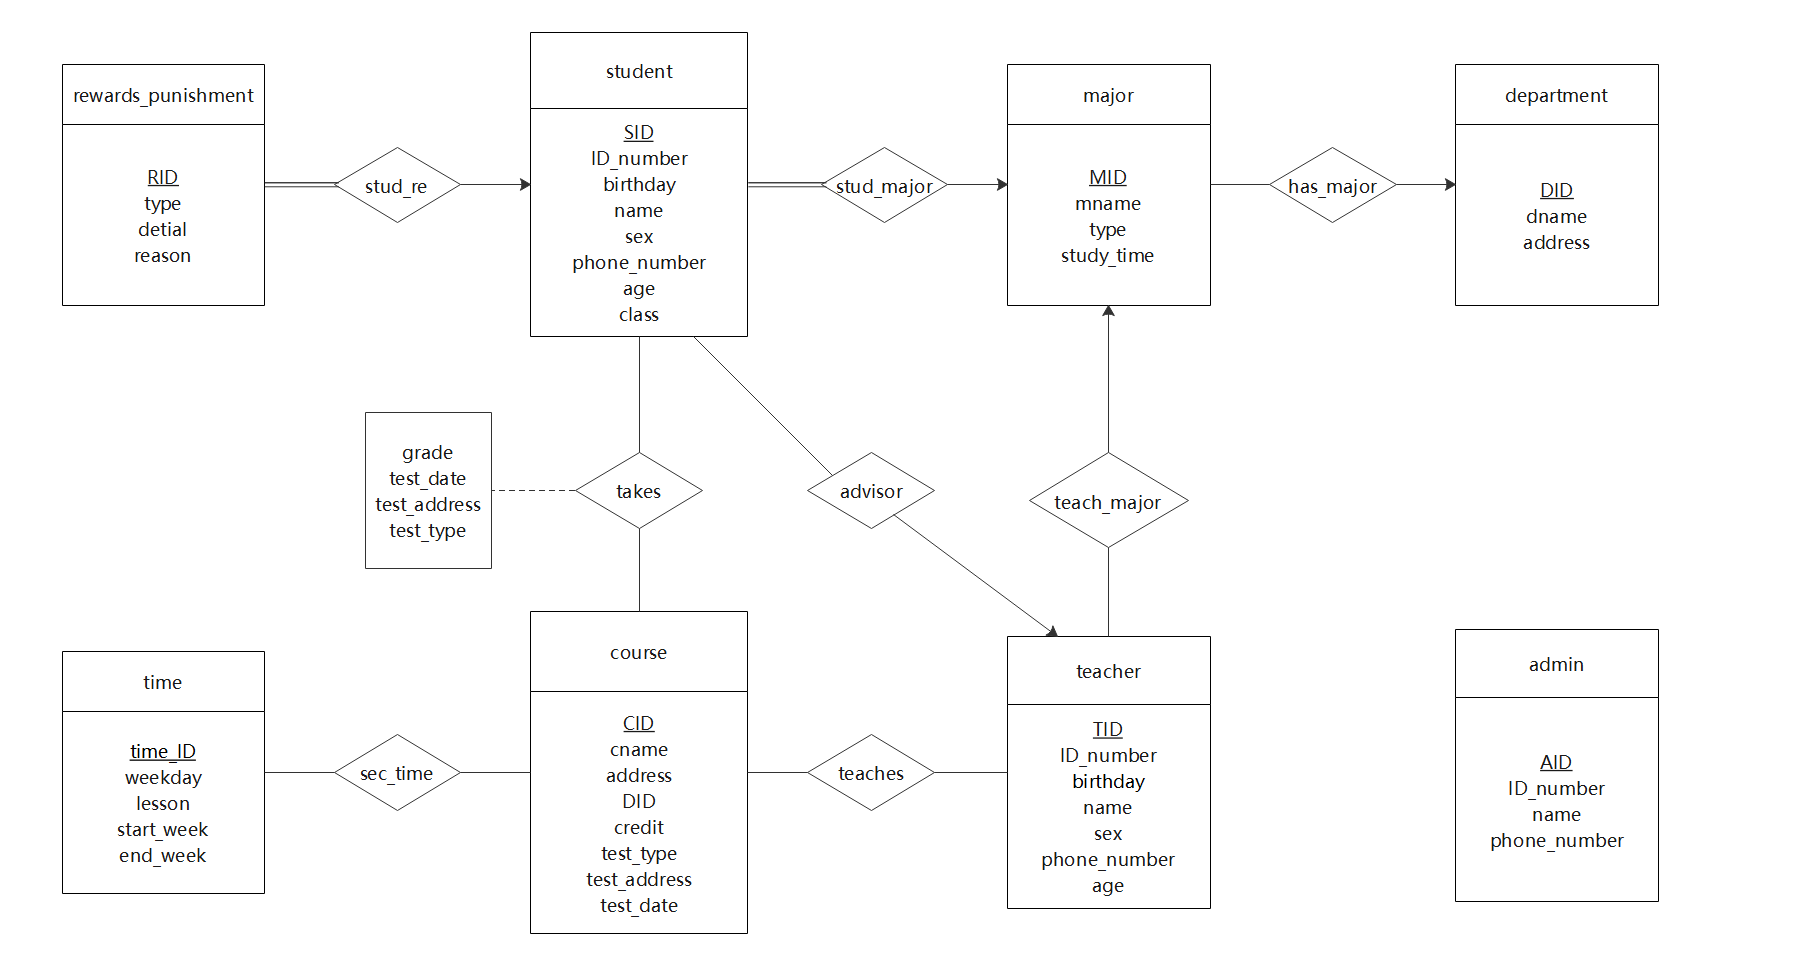 rewards_punishment
RID
type
detial
reason
stud_re
student
SID
ID_number
birthday
name
sex
phone_number
age
class
stud_major
major
MID
mname
type
study_time
has_major
department
DID
dname
address
grade
test_date
test_address
test_type
takes
advisor
teach_major
time
time_ID
weekday
lesson
start_week
end_week
sec_time
course
CID
cname
address
DID
credit
test_type
test_address
test_date
teaches
teacher
TID
ID_number
birthday
name
sex
phone_number
age
admin
AID
ID_number
name
phone_number